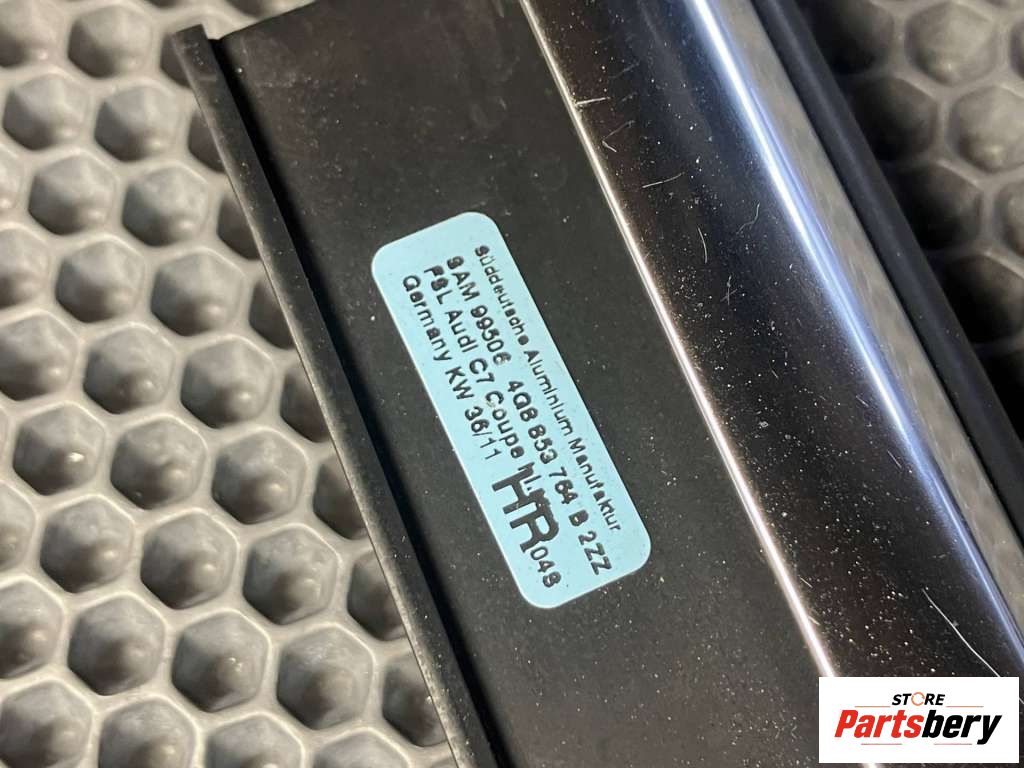 Süddeutsche Aluminium Manufaktur
SAM 99506 4G8 853 764 B 2ZZ
FSL Audi C7 Coupe hi.
Germany KW 36/11 HR 048
STORE
Partsbery